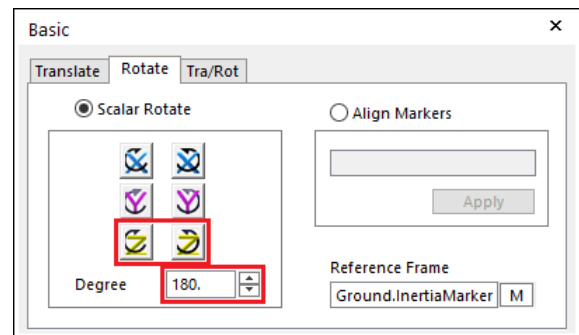 Basic
Translate Rotate Tra/Rot
Scalar Rotate
Align Markers
X X
Y Y
Apply
Z Z
Reference Frame
Degree 180.
Ground.InertiaMarker M